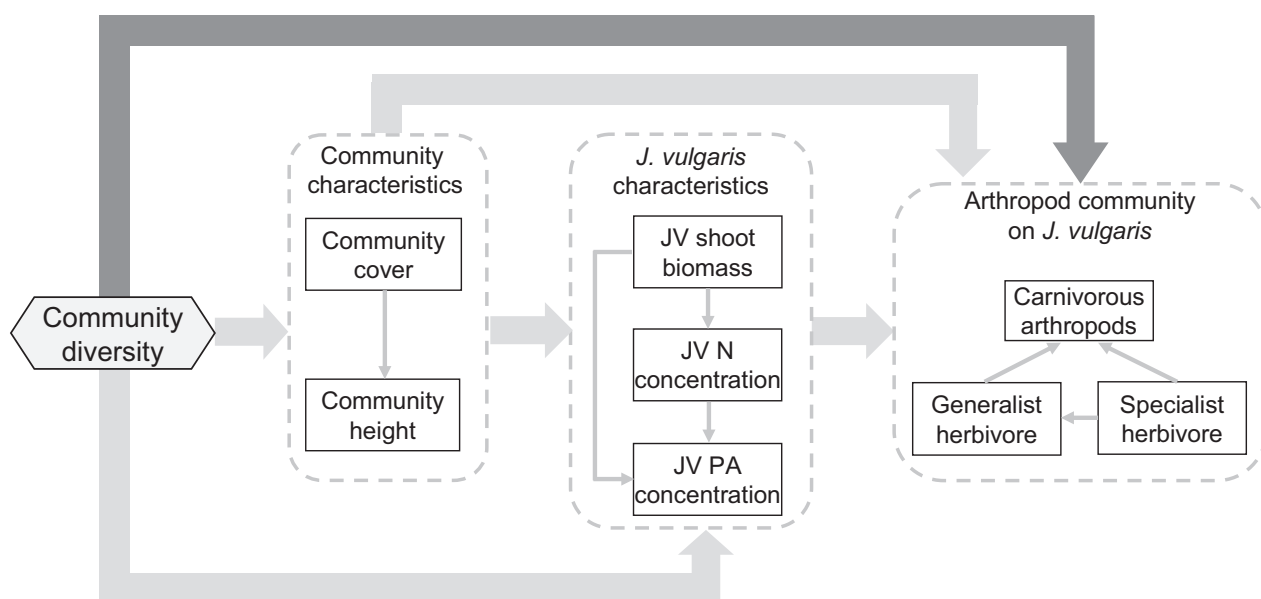 Community
diversity
Community
characteristics
Community
cover
Community
height
J. vulgaris
characteristics
JV shoot
biomass
JV N
concentration
JV PA
concentration
Arthropod community
on J. vulgaris
Carnivorous
arthropods
Generalist
herbivore
Specialist
herbivore